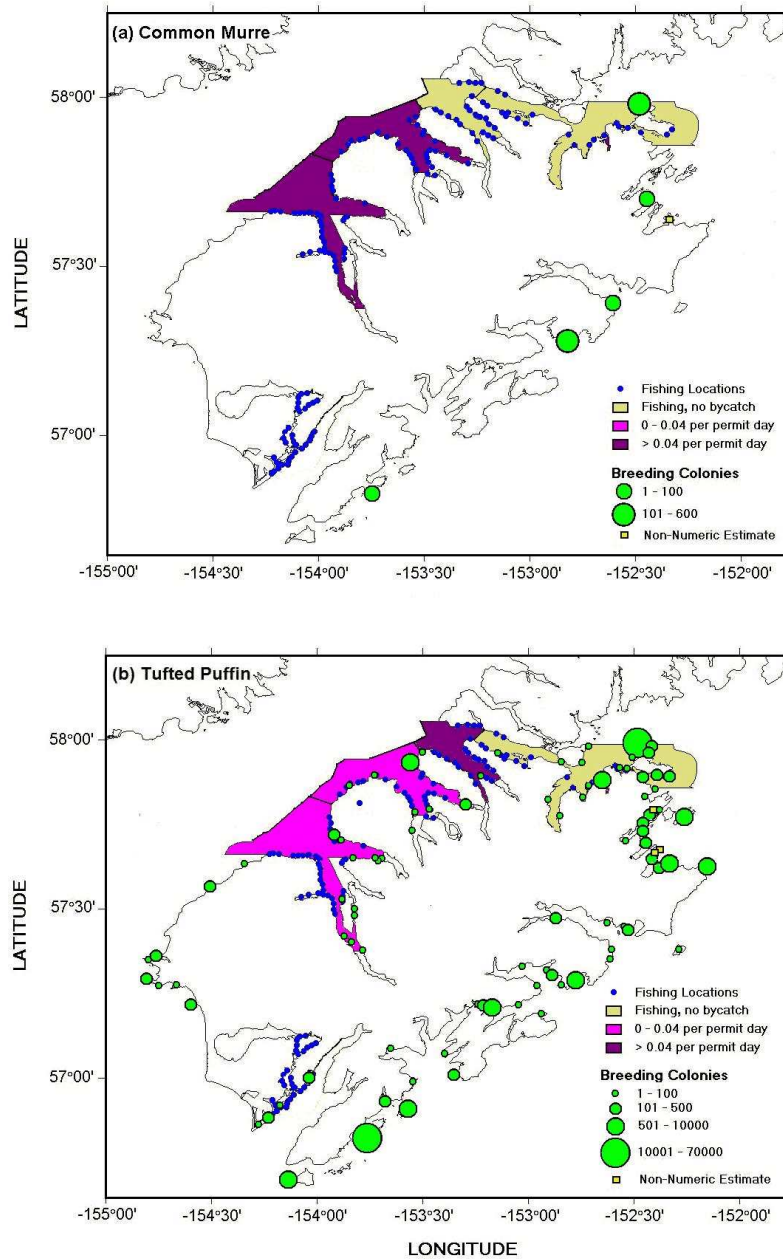 (a) Common Murre
58°00'
57°30'
57°00'
LATITUDE
Fishing Locations
Fishing, no bycatch
0 - 0.04 per permit day
> 0.04 per permit day
Breeding Colonies
1 - 100
101 - 600
Non-Numeric Estimate
-155°00' -154°30' -154°00' -153°30' -153°00' -152°30' -152°00'
(b) Tufted Puffin
58°00'
57°30'
57°00'
LATITUDE
Fishing Locations
Fishing, no bycatch
0 - 0.04 per permit day
> 0.04 per permit day
Breeding Colonies
1 - 100
101 - 500
501 - 10000
10001 - 70000
Non-Numeric Estimate
-155°00' -154°30' -154°00' -153°30' -153°00' -152°30' -152°00'
LONGITUDE